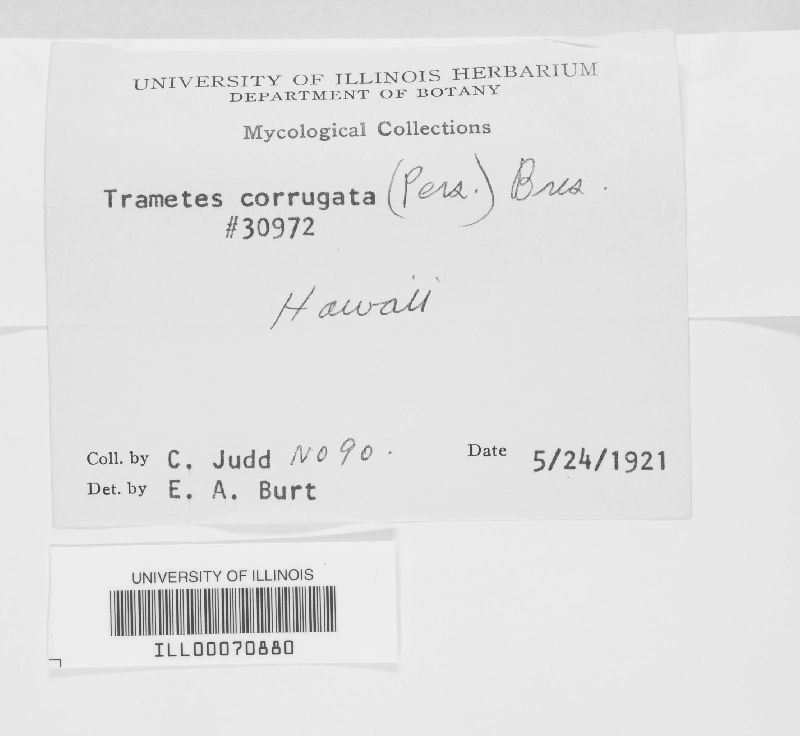 UNIVERSITY OF ILLINOIS HERBARIUM
DEPARTMENT OF BOTANY
Mycological Collections
Trametes corrugata (Pers.) Bres.
#30972
Hawaii
Coll. by C. Judd No 90. Date 5/24/1921
Det. by E. A. Burt
UNIVERSITY OF ILLINOIS
ILL00070880